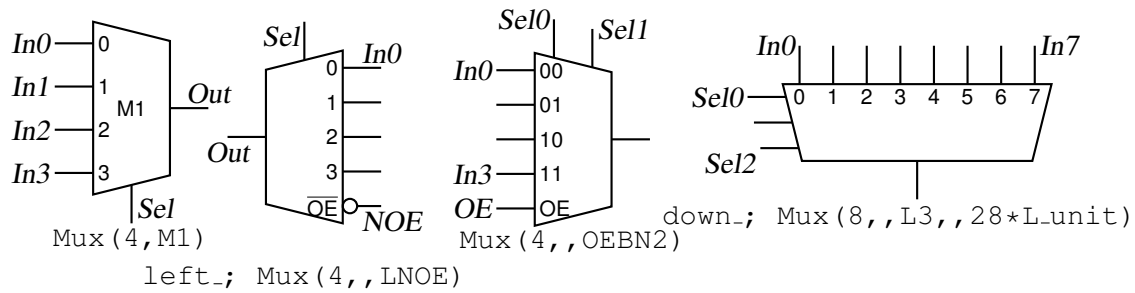 In0
0
In1
1
M1
Out
In2
2
In3
3
Sel
Mux(4,M1)
Sel
0
In0
1
2
3
Out
OE
NOE
left_; Mux(4,,LNOE)
Sel0
Sel1
In0
00
01
10
In3
11
OE
OE
Mux(4,,OEBN2)
In0
In7
Sel0
0 1 2 3 4 5 6 7
Sel2
down_; Mux(8,,L3,,28*L_unit)